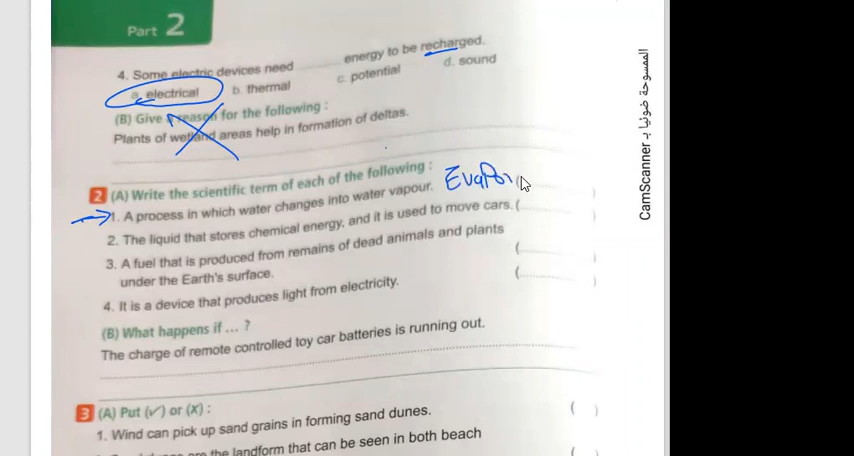 Part 2
4. Some electric devices need ______ energy to be recharged.
a. electrical b. thermal c. potential d. sound
(B) Give a reason for the following :
Plants of wetland areas help in formation of deltas.
2 (A) Write the scientific term of each of the following :
1. A process in which water changes into water vapour. Evapor (............)
2. The liquid that stores chemical energy, and it is used to move cars. (............)
3. A fuel that is produced from remains of dead animals and plants
under the Earth's surface. (............)
4. It is a device that produces light from electricity. (............)
(B) What happens if ... ?
The charge of remote controlled toy car batteries is running out.
3 (A) Put (✓) or (X) :
1. Wind can pick up sand grains in forming sand dunes. ( )
are the landform that can be seen in both beach ( )
الممسوحة ضوئيا بـ CamScanner